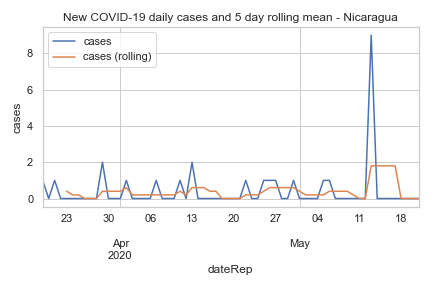 New COVID-19 daily cases and 5 day rolling mean - Nicaragua
cases
cases (rolling)
cases
8
6
4
2
0
23 30 06 13 20 27 04 11 18
Apr May
2020
dateRep